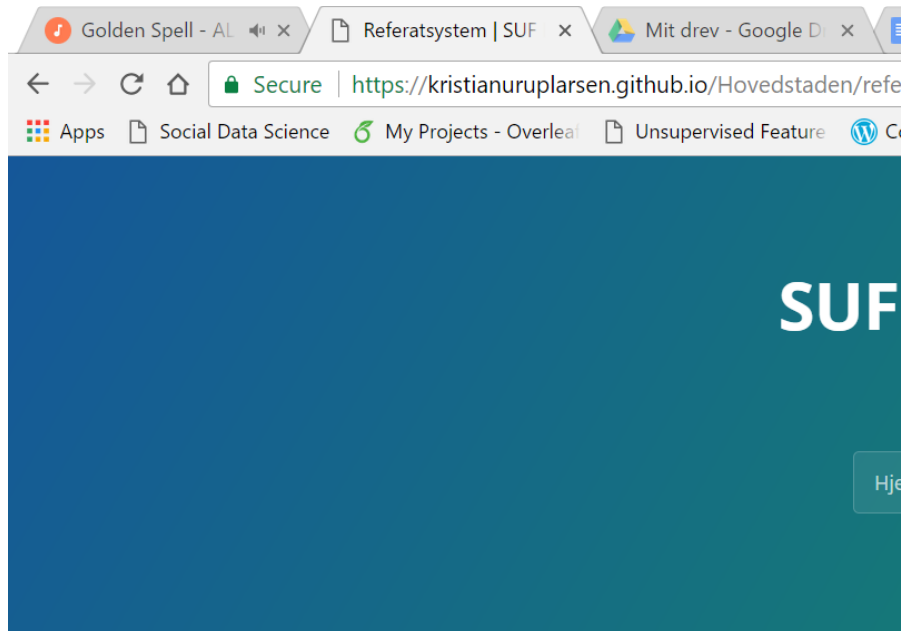 Golden Spell - AL
Referatsystem | SUF
Mit drev - Google D
Secure
https://kristianuruplarsen.github.io/Hovedstaden/refe
Apps
Social Data Science
My Projects - Overleaf
Unsupervised Feature
Co
SUF
Hje